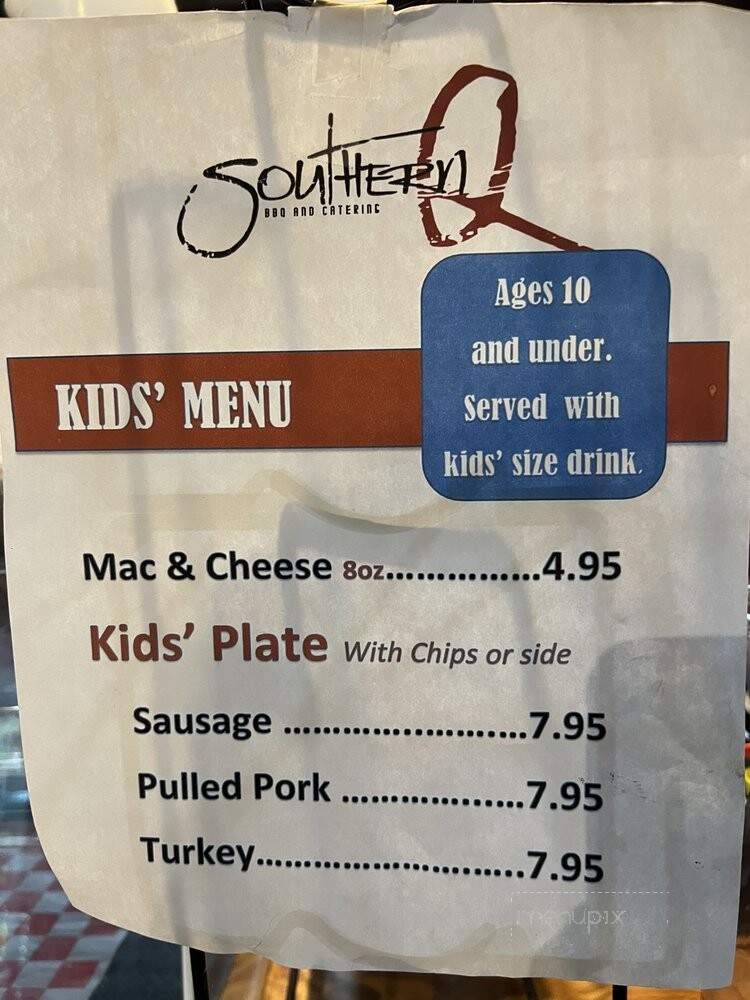 Southern Q
BBQ AND CATERING
Ages 10
and under.
Served with
kids' size drink.
KIDS' MENU
Mac & Cheese 8oz................4.95
Kids' Plate With Chips or side
Sausage ........................7.95
Pulled Pork ...................7.95
Turkey...........................7.95
menupix